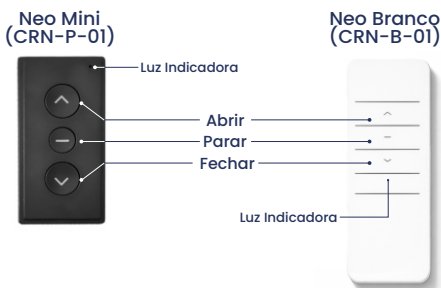 Neo Mini
(CRN-P-01)
Neo Branco
(CRN-B-01)
Luz Indicadora
Abrir
Parar
Fechar
Luz Indicadora